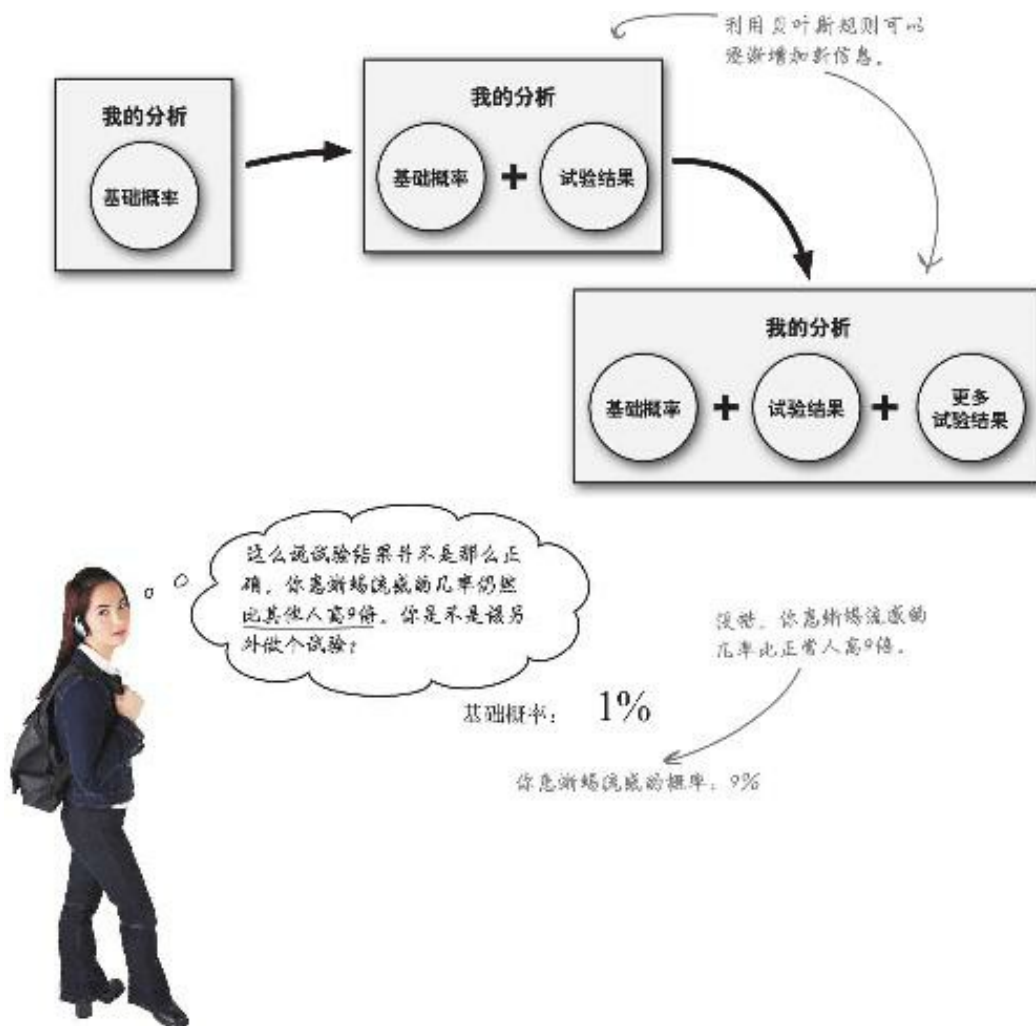 利用贝叶斯规则可以
逐渐增加新信息。
我的分析
基础概率
我的分析
基础概率 + 试验结果
我的分析
基础概率 + 试验结果 + 更多
试验结果
这么说试验结果并不是那么正
确，你患蜥蜴流感的几率仍然
比其他人高9倍。你是不是该另
外做个试验？
没错，你患蜥蜴流感的
几率比正常人高9倍。
基础概率： 1%
你患蜥蜴流感的概率：9%